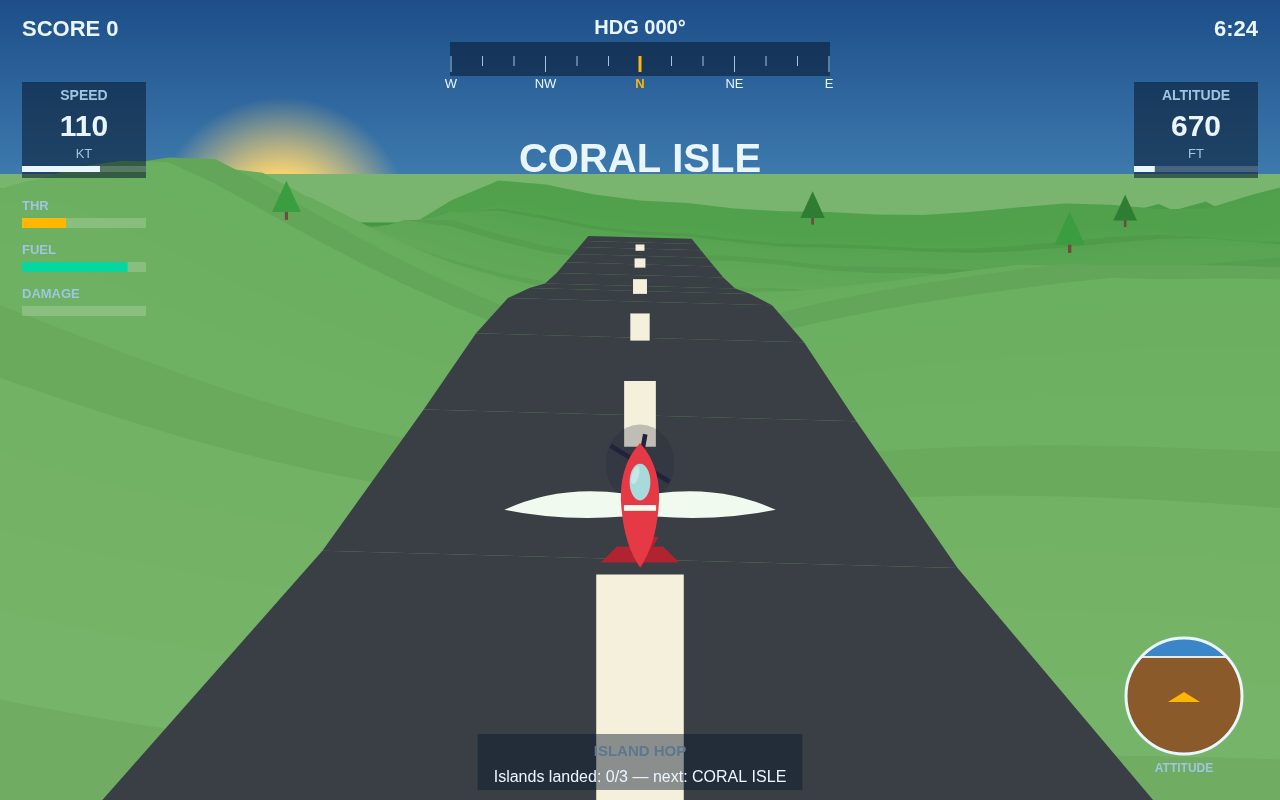 SCORE 0
HDG 000°
6:24
W NW N NE E
SPEED
110
KT
ALTITUDE
670
FT
CORAL ISLE
THR
FUEL
DAMAGE
ISLAND HOP
Islands landed: 0/3 — next: CORAL ISLE
ATTITUDE